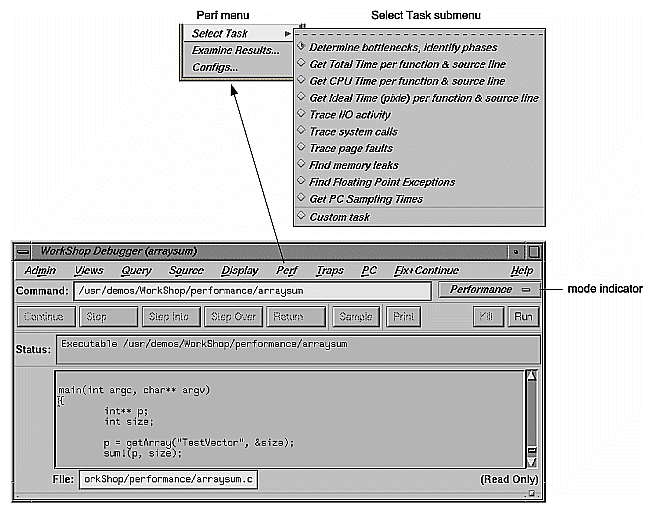 Perf menu
Select Task submenu
Select Task
Examine Results...
Configs...
Determine bottlenecks, identify phases
Get Total Time per function & source line
Get CPU Time per function & source line
Get Ideal Time (pixie) per function & source line
Trace I/O activity
Trace system calls
Trace page faults
Find memory leaks
Find Floating Point Exceptions
Get PC Sampling Times
Custom task
WorkShop Debugger (arraysum)
Admin Views Query Source Display Perf Traps PC Fix+Continue Help
Command: /usr/demos/WorkShop/performance/arraysum Performance
mode indicator
Continue Stop Step Into Step Over Return Sample Print Kill Run
Status: Executable /usr/demos/WorkShop/performance/arraysum
main(int argc, char** argv)
{
int** p;
int size;
p = getArray("TestVector", &size);
sum1(p, size);
File: orkShop/performance/arraysum.c (Read Only)